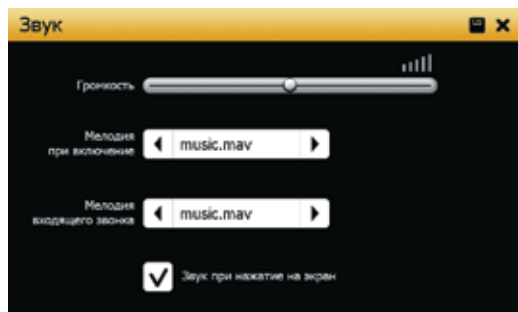 Звук
Громкость
Мелодия
при включение
music.mav
Мелодия
входящего звонка
music.mav
Звук при нажатие на экран